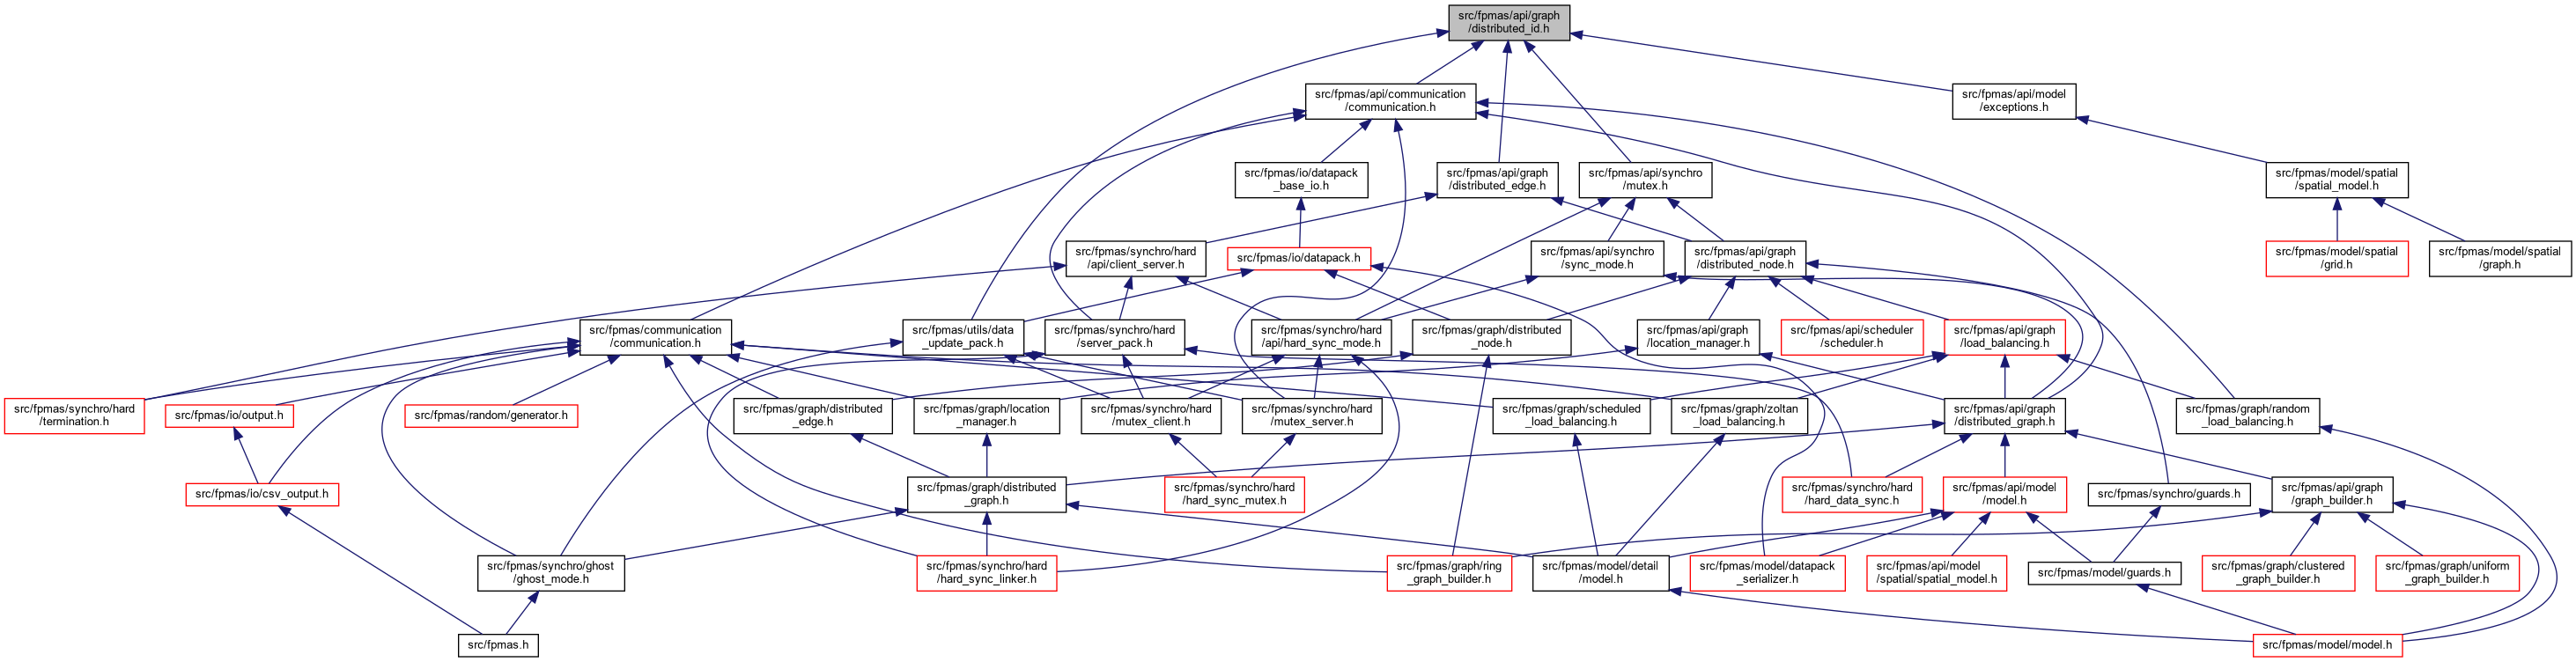 src/fpmas/api/graph
/distributed_id.h
src/fpmas/api/communication
/communication.h
src/fpmas/api/model
/exceptions.h
src/fpmas/io/datapack
_base_io.h
src/fpmas/api/graph
/distributed_edge.h
src/fpmas/api/synchro
/mutex.h
src/fpmas/model/spatial
/spatial_model.h
src/fpmas/synchro/hard
/api/client_server.h
src/fpmas/io/datapack.h
src/fpmas/api/synchro
/sync_mode.h
src/fpmas/api/graph
/distributed_node.h
src/fpmas/model/spatial
/grid.h
src/fpmas/model/spatial
/graph.h
src/fpmas/communication
/communication.h
src/fpmas/utils/data
_update_pack.h
src/fpmas/synchro/hard
/server_pack.h
src/fpmas/synchro/hard
/api/hard_sync_mode.h
src/fpmas/graph/distributed
_node.h
src/fpmas/api/graph
/location_manager.h
src/fpmas/api/scheduler
/scheduler.h
src/fpmas/api/graph
/load_balancing.h
src/fpmas/synchro/hard
/termination.h
src/fpmas/io/output.h
src/fpmas/random/generator.h
src/fpmas/graph/distributed
_edge.h
src/fpmas/graph/location
_manager.h
src/fpmas/synchro/hard
/mutex_client.h
src/fpmas/synchro/hard
/mutex_server.h
src/fpmas/graph/scheduled
_load_balancing.h
src/fpmas/graph/zoltan
_load_balancing.h
src/fpmas/api/graph
/distributed_graph.h
src/fpmas/graph/random
_load_balancing.h
src/fpmas/io/csv_output.h
src/fpmas/graph/distributed
_graph.h
src/fpmas/synchro/hard
/hard_sync_mutex.h
src/fpmas/synchro/hard
/hard_data_sync.h
src/fpmas/api/model
/model.h
src/fpmas/synchro/guards.h
src/fpmas/api/graph
/graph_builder.h
src/fpmas/synchro/ghost
/ghost_mode.h
src/fpmas/synchro/hard
/hard_sync_linker.h
src/fpmas/graph/ring
_graph_builder.h
src/fpmas/model/detail
/model.h
src/fpmas/model/datapack
_serializer.h
src/fpmas/api/model
/spatial/spatial_model.h
src/fpmas/model/guards.h
src/fpmas/graph/clustered
_graph_builder.h
src/fpmas/graph/uniform
_graph_builder.h
src/fpmas.h
src/fpmas/model/model.h